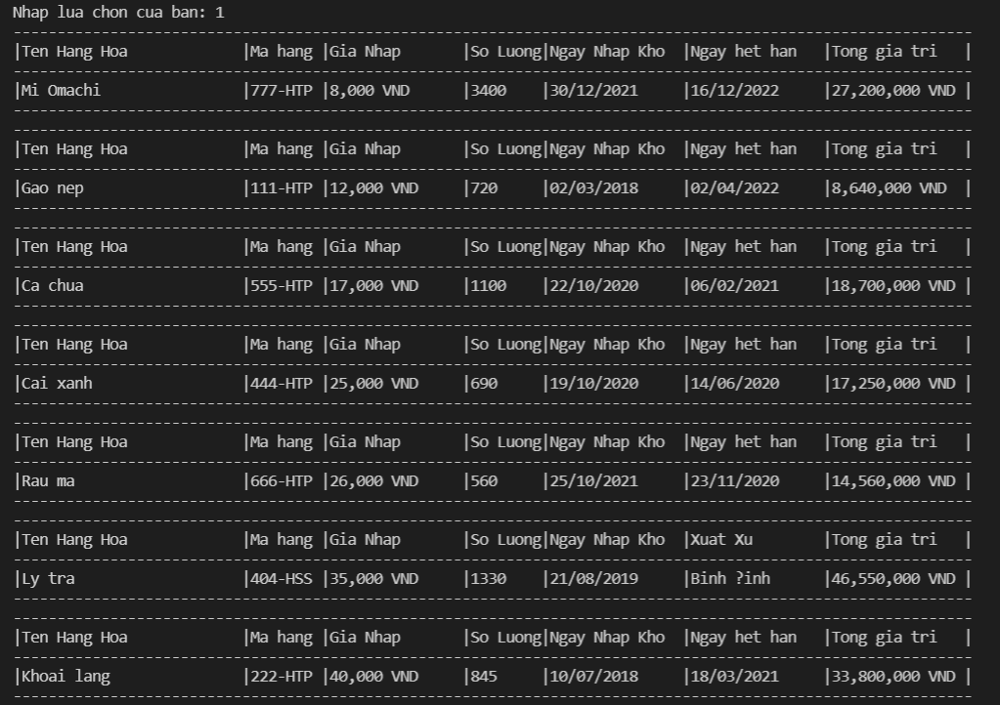 Nhap lua chon cua ban: 1
|Ten Hang Hoa |Ma hang |Gia Nhap |So Luong|Ngay Nhap Kho |Ngay het han |Tong gia tri |
|Mi Omachi |777-HTP |8,000 VND |3400 |30/12/2021 |16/12/2022 |27,200,000 VND |
|Ten Hang Hoa |Ma hang |Gia Nhap |So Luong|Ngay Nhap Kho |Ngay het han |Tong gia tri |
|Gao nep |111-HTP |12,000 VND |720 |02/03/2018 |02/04/2022 |8,640,000 VND |
|Ten Hang Hoa |Ma hang |Gia Nhap |So Luong|Ngay Nhap Kho |Ngay het han |Tong gia tri |
|Ca chua |555-HTP |17,000 VND |1100 |22/10/2020 |06/02/2021 |18,700,000 VND |
|Ten Hang Hoa |Ma hang |Gia Nhap |So Luong|Ngay Nhap Kho |Ngay het han |Tong gia tri |
|Cai xanh |444-HTP |25,000 VND |690 |19/10/2020 |14/06/2020 |17,250,000 VND |
|Ten Hang Hoa |Ma hang |Gia Nhap |So Luong|Ngay Nhap Kho |Ngay het han |Tong gia tri |
|Rau ma |666-HTP |26,000 VND |560 |25/10/2021 |23/11/2020 |14,560,000 VND |
|Ten Hang Hoa |Ma hang |Gia Nhap |So Luong|Ngay Nhap Kho |Xuat Xu |Tong gia tri |
|Ly tra |404-HSS |35,000 VND |1330 |21/08/2019 |Binh ?inh |46,550,000 VND |
|Ten Hang Hoa |Ma hang |Gia Nhap |So Luong|Ngay Nhap Kho |Ngay het han |Tong gia tri |
|Khoai lang |222-HTP |40,000 VND |845 |10/07/2018 |18/03/2021 |33,800,000 VND |